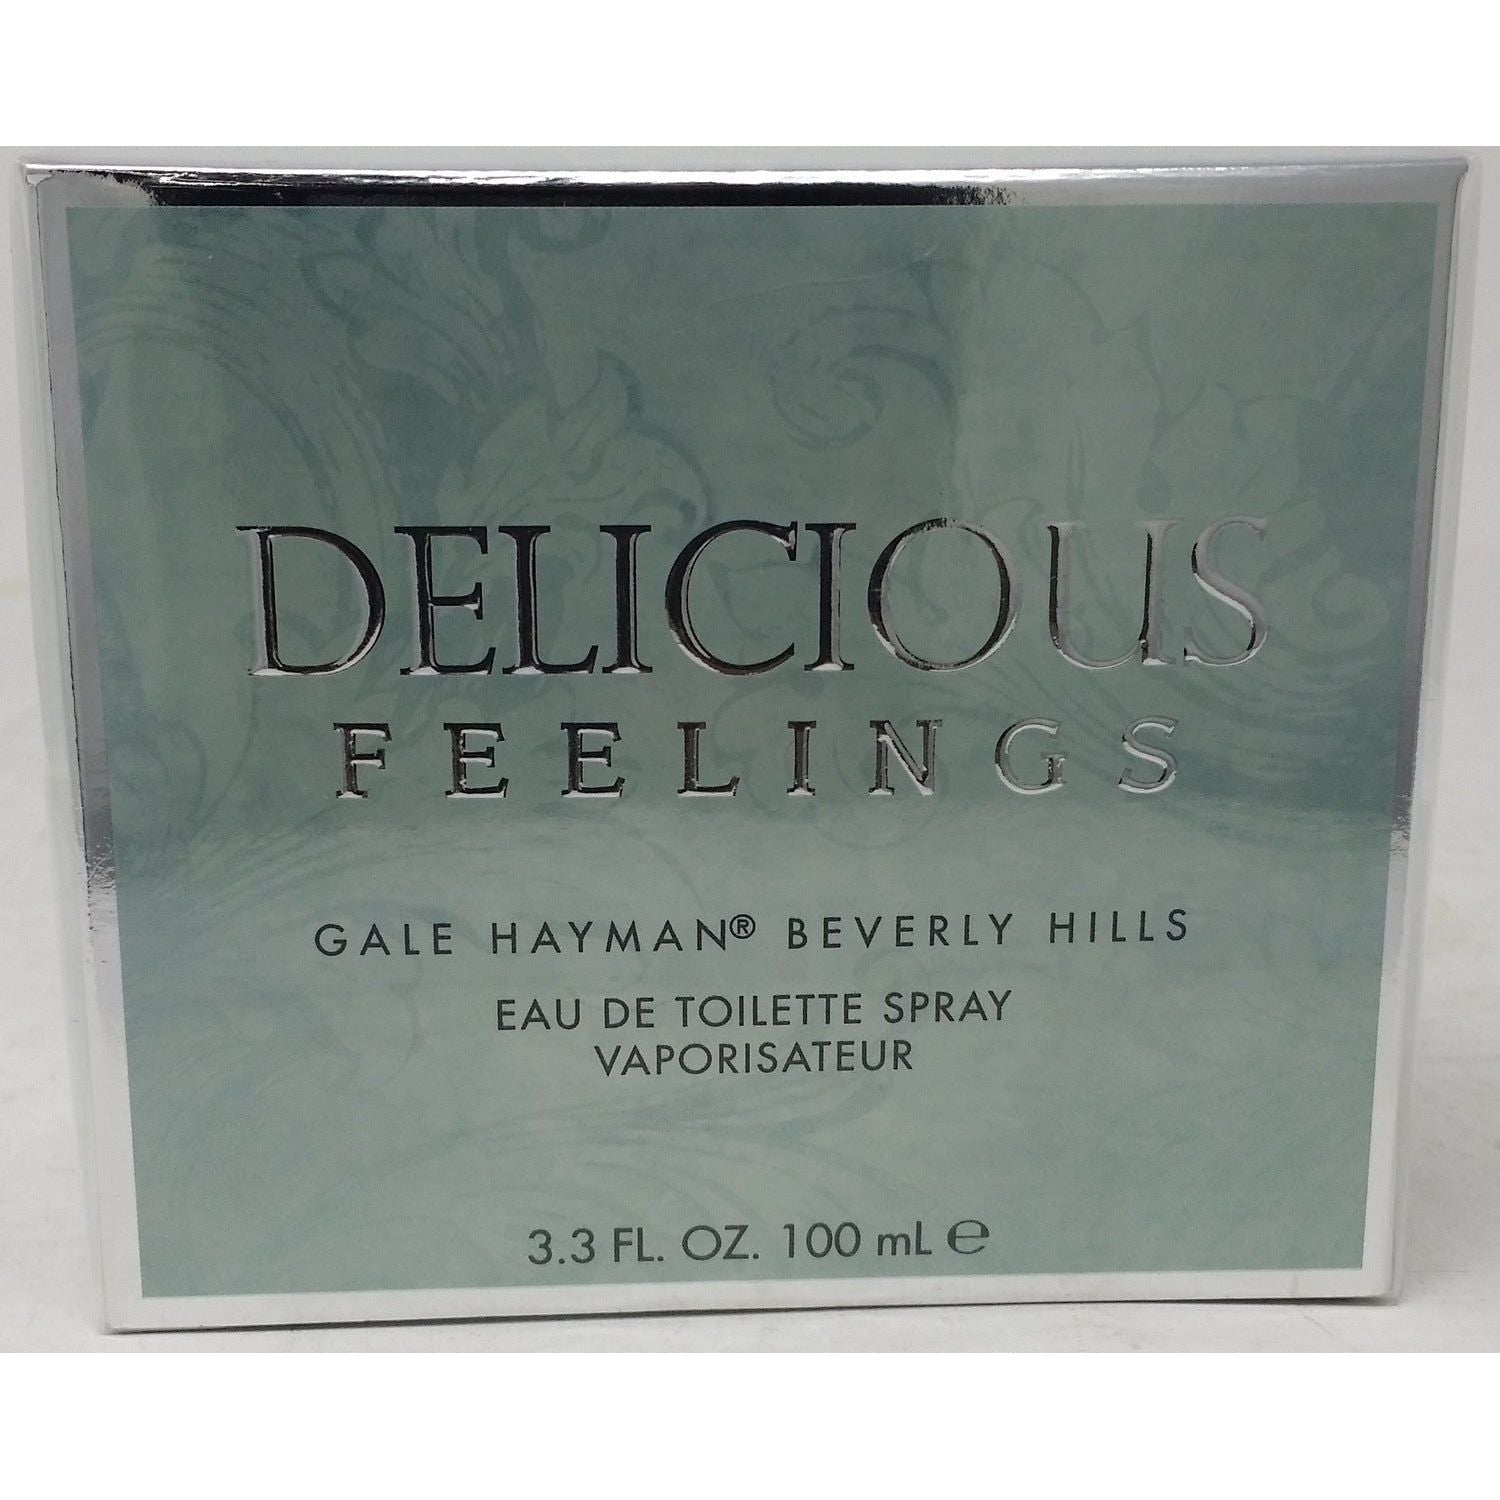 DELICIOUS
FEELINGS
GALE HAYMAN® BEVERLY HILLS
EAU DE TOILETTE SPRAY
VAPORISATEUR
3.3 FL. OZ. 100 mL ℮